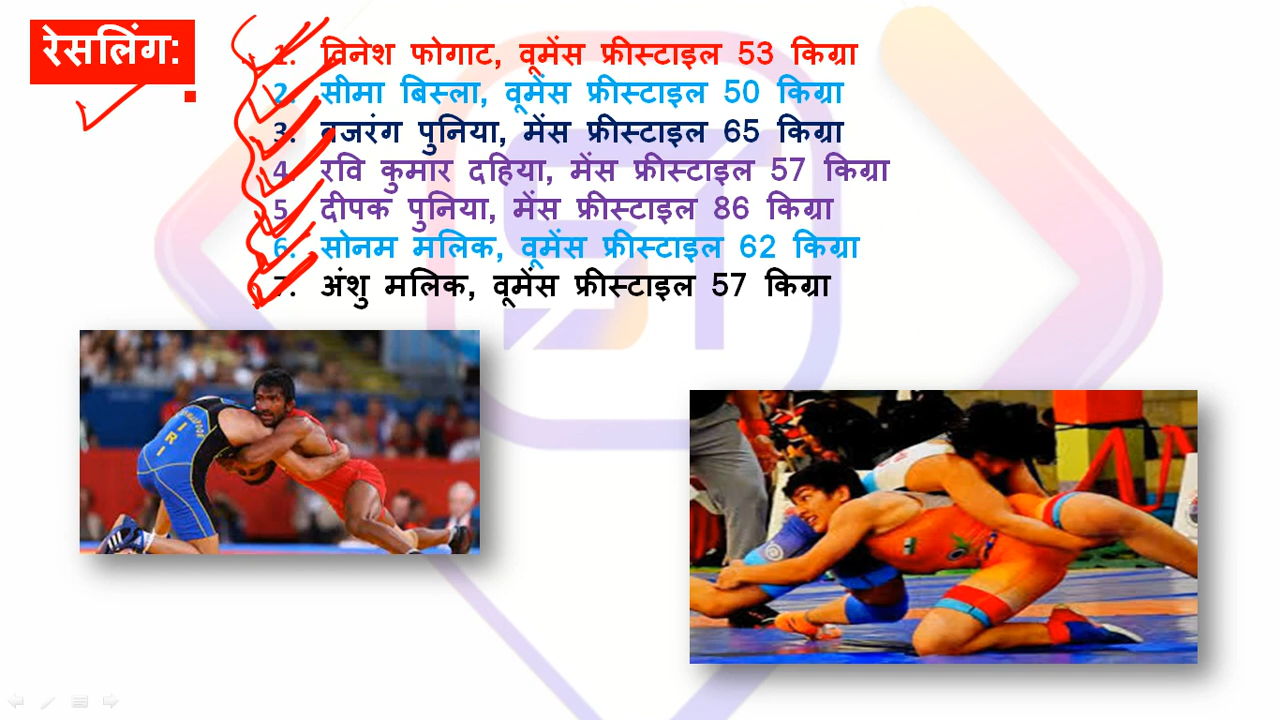 रेसलिंग:
1. विनेश फोगाट, वूमेंस फ्रीस्टाइल 53 किग्रा
2. सीमा बिस्ला, वूमेंस फ्रीस्टाइल 50 किग्रा
3. बजरंग पुनिया, मेंस फ्रीस्टाइल 65 किग्रा
4. रवि कुमार दहिया, मेंस फ्रीस्टाइल 57 किग्रा
5. दीपक पुनिया, मेंस फ्रीस्टाइल 86 किग्रा
6. सोनम मलिक, वूमेंस फ्रीस्टाइल 62 किग्रा
7. अंशु मलिक, वूमेंस फ्रीस्टाइल 57 किग्रा
IRI